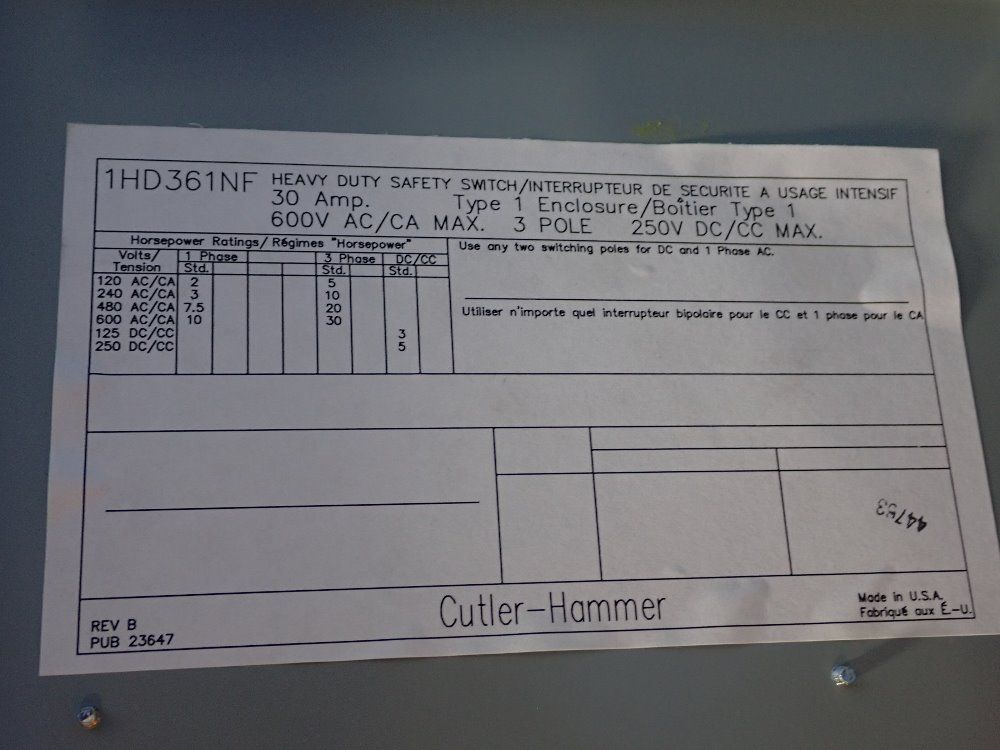 1HD361NF HEAVY DUTY SAFETY SWITCH/INTERRUPTEUR DE SECURITE A USAGE INTENSIF
30 Amp. Type 1 Enclosure/Boîtier Type 1
600V AC/CA MAX. 3 POLE 250V DC/CC MAX.
Horsepower Ratings/ Régimes "Horsepower"
Volts/ Tension 1 Phase 3 Phase DC/CC
Std. Std. Std.
120 AC/CA 2 5
240 AC/CA 3 10
480 AC/CA 7.5 20
600 AC/CA 10 30
125 DC/CC 3
250 DC/CC 5
Use any two switching poles for DC and 1 Phase AC.
Utiliser n'importe quel interrupteur bipolaire pour le CC et 1 phase pour le CA
44793
REV B
PUB 23647
Cutler-Hammer
Made in U.S.A.
Fabriqué aux É-U.